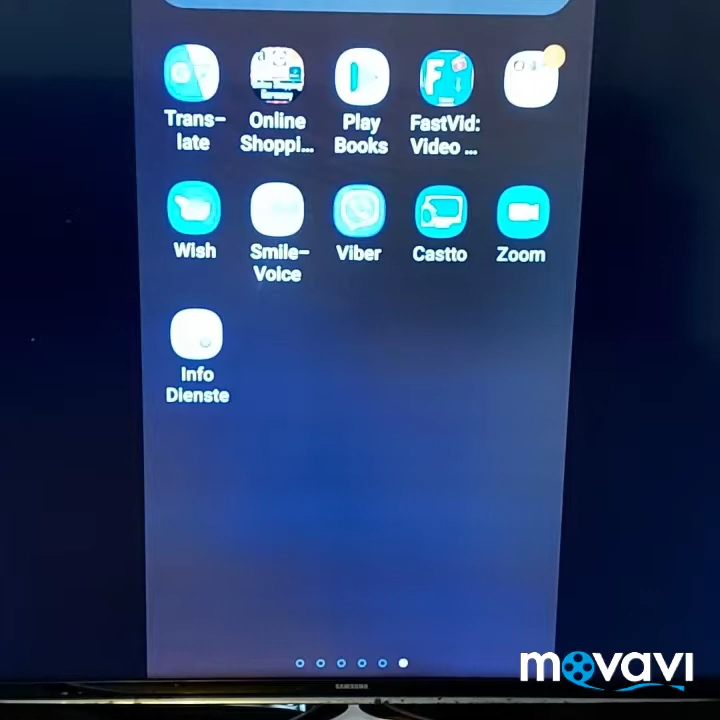 Trans-
late
Online
Shoppi...
Play
Books
FastVid:
Video ...
Wish
Smile-
Voice
Viber
Castto
Zoom
Info
Dienste
movavi
SAMSUNG